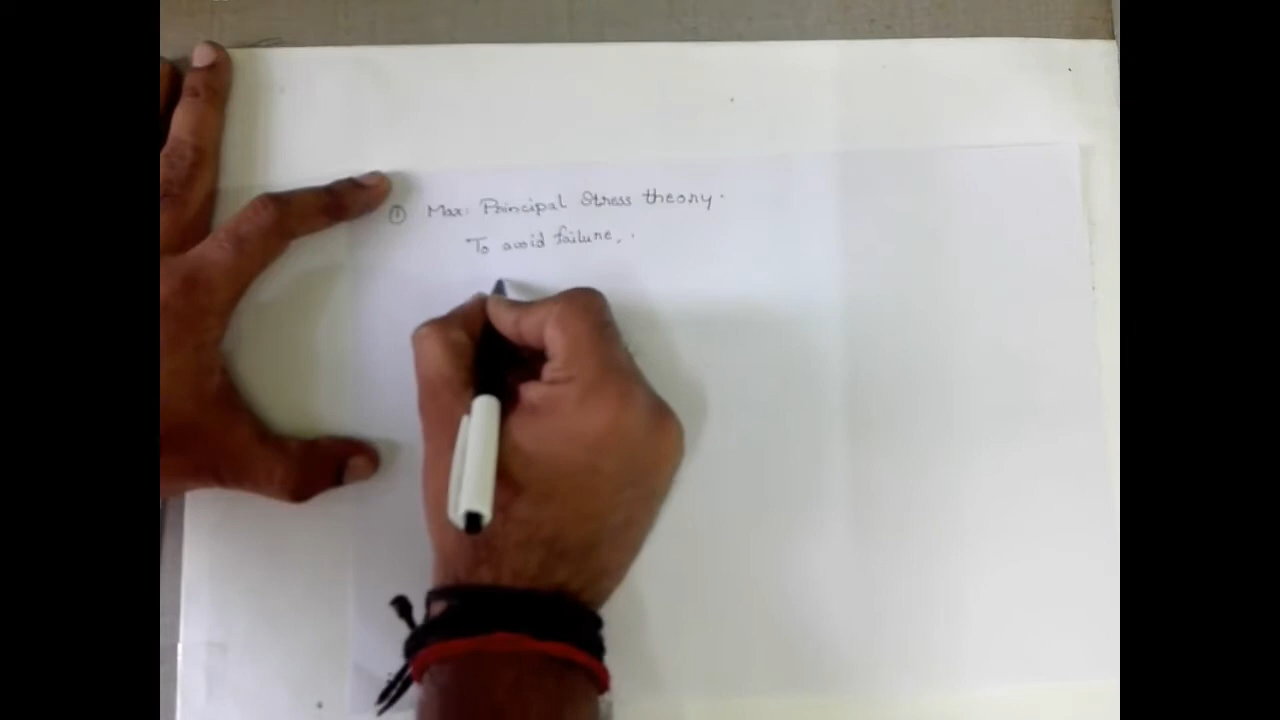 ① Max: Principal Stress theory.
To avoid failure, .